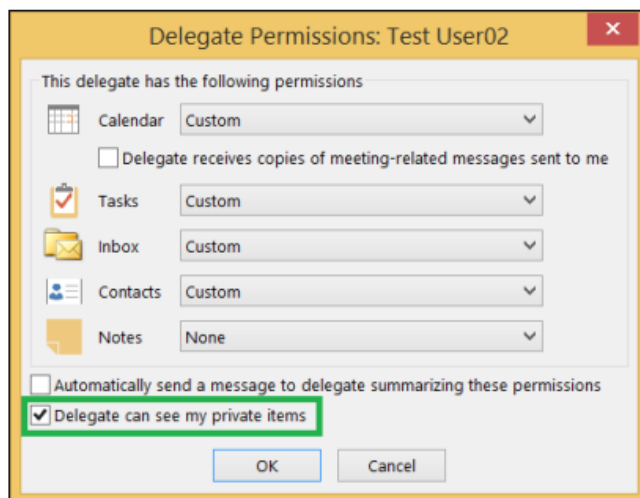 Delegate Permissions: Test User02
This delegate has the following permissions
Calendar Custom
Delegate receives copies of meeting-related messages sent to me
Tasks Custom
Inbox Custom
Contacts Custom
Notes None
Automatically send a message to delegate summarizing these permissions
Delegate can see my private items
OK Cancel